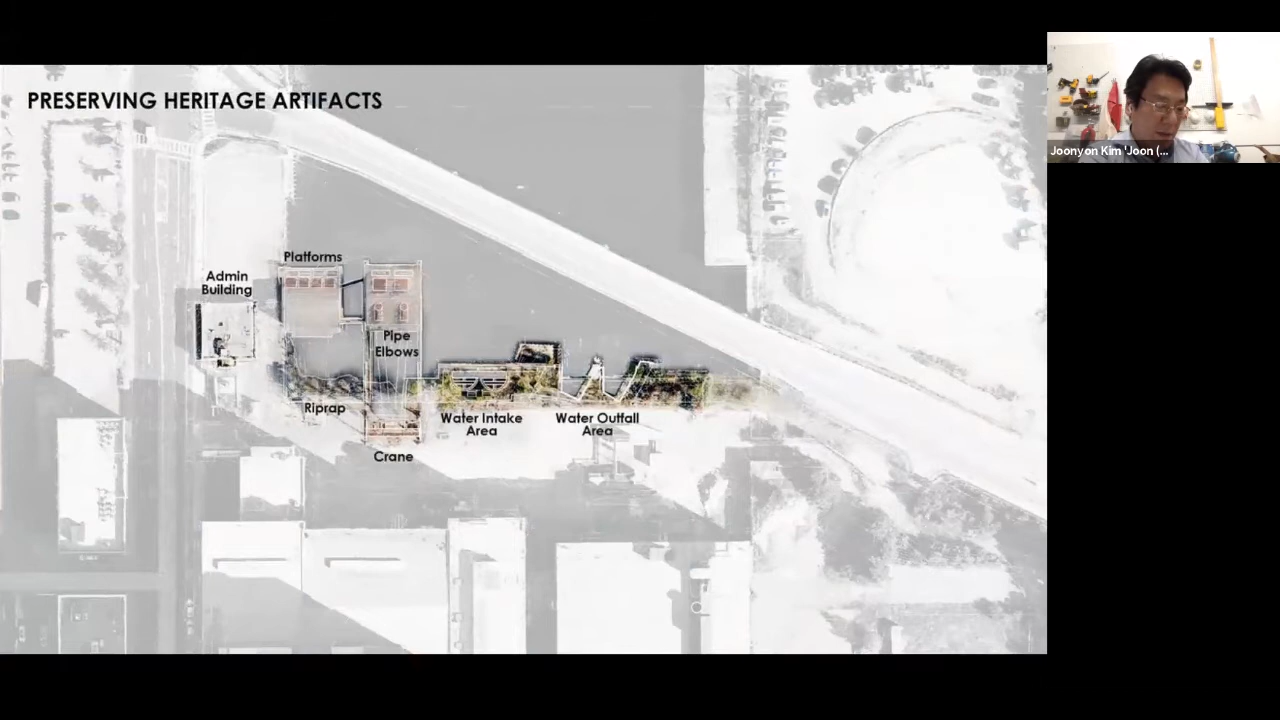 PRESERVING HERITAGE ARTIFACTS
Joonyon Kim 'Joon (...
Platforms
Admin
Building
Pipe
Elbows
Riprap
Water Intake
Area
Water Outfall
Area
Crane